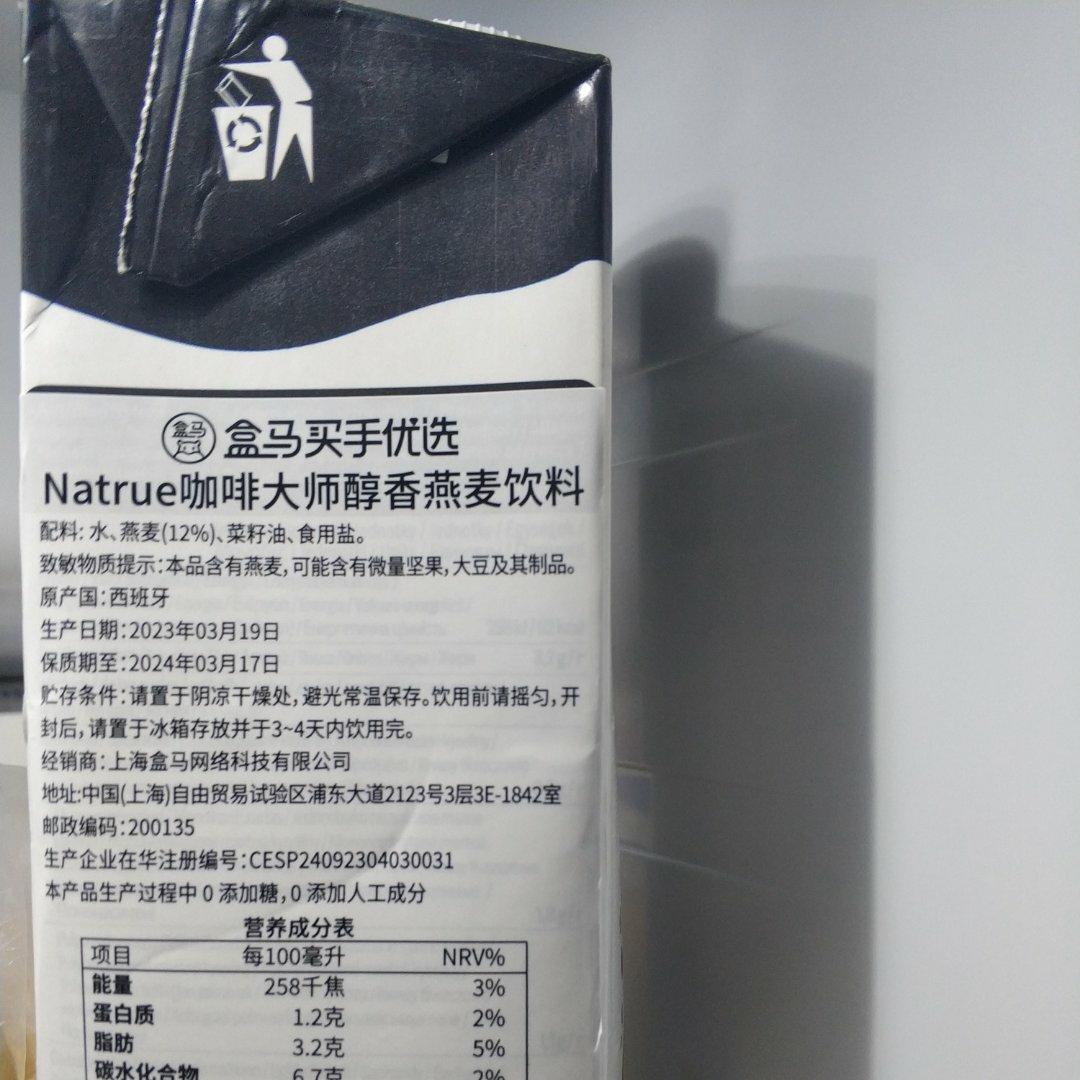 盒马
盒马买手优选
Natrue咖啡大师醇香燕麦饮料
配料: 水、燕麦(12%)、菜籽油、食用盐。
致敏物质提示：本品含有燕麦，可能含有微量坚果，大豆及其制品。
原产国：西班牙
生产日期：2023年03月19日
保质期至：2024年03月17日
贮存条件：请置于阴凉干燥处，避光常温保存。饮用前请摇匀，开
封后，请置于冰箱存放并于3~4天内饮用完。
经销商：上海盒马网络科技有限公司
地址:中国(上海)自由贸易试验区浦东大道2123号3层3E-1842室
邮政编码：200135
生产企业在华注册编号：CESP24092304030031
本产品生产过程中 0 添加糖，0 添加人工成分
营养成分表
项目 每100毫升 NRV%
能量 258千焦 3%
蛋白质 1.2克 2%
脂肪 3.2克 5%
碳水化合物 6.7克 2%